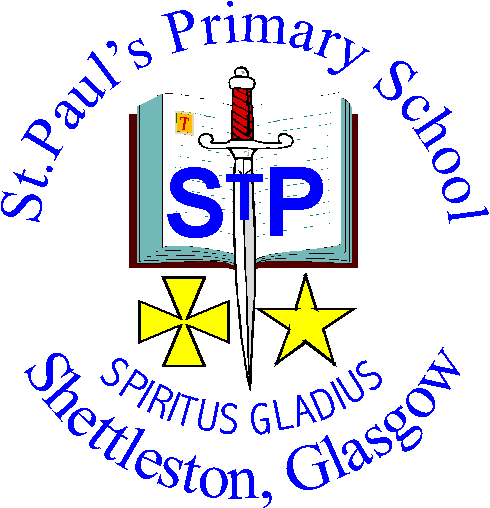 St.Paul's Primary School
T
STP
SPIRITUS GLADIUS
Shettleston, Glasgow